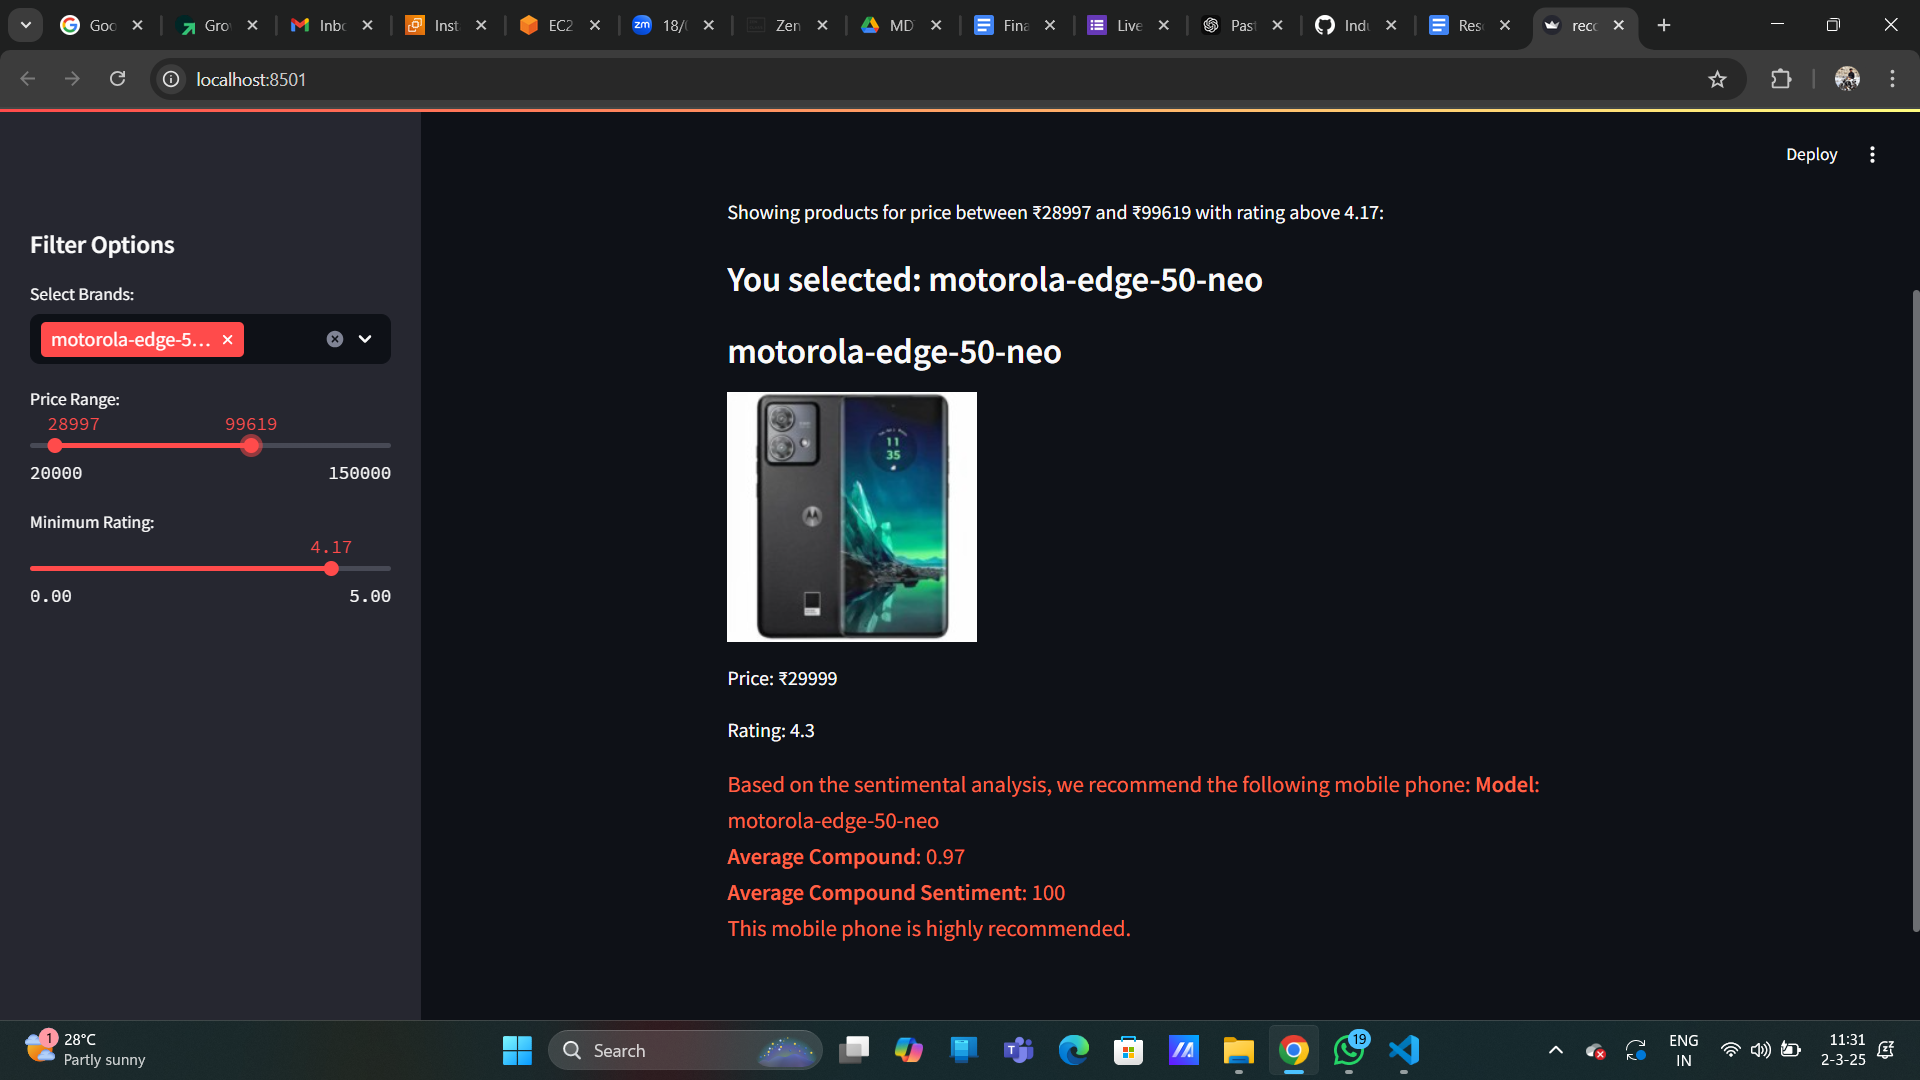 Goo
Gro
Inbo
Inst
EC2
zm 18/0
Zen
MD
Fina
Live
Past
Indu
Rese
reco
localhost:8501
Deploy
Filter Options
Select Brands:
motorola-edge-5...
Price Range:
28997 99619
20000 150000
Minimum Rating:
4.17
0.00 5.00
Showing products for price between ₹28997 and ₹99619 with rating above 4.17:
You selected: motorola-edge-50-neo
motorola-edge-50-neo
11
35
Price: ₹29999
Rating: 4.3
Based on the sentimental analysis, we recommend the following mobile phone: Model:
motorola-edge-50-neo
Average Compound: 0.97
Average Compound Sentiment: 100
This mobile phone is highly recommended.
1
28°C
Partly sunny
Search
19
ENG
IN
11:31
2-3-25